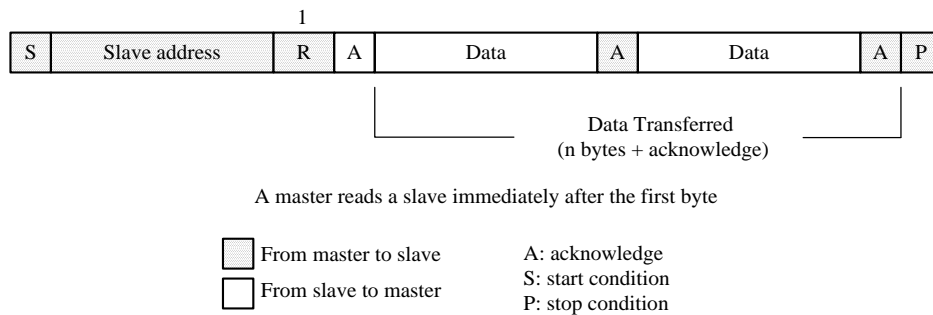 1
S Slave address R A Data A Data A P
Data Transferred
(n bytes + acknowledge)
A master reads a slave immediately after the first byte
From master to slave
From slave to master
A: acknowledge
S: start condition
P: stop condition